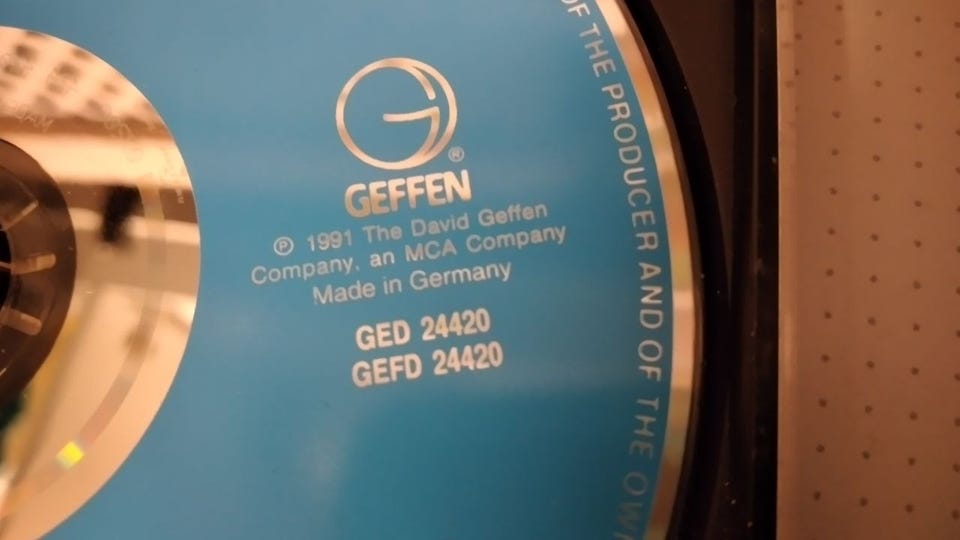 GEFFEN
®
℗ 1991 The David Geffen
Company, an MCA Company
Made in Germany
GED 24420
GEFD 24420
OF THE PRODUCER AND OF THE